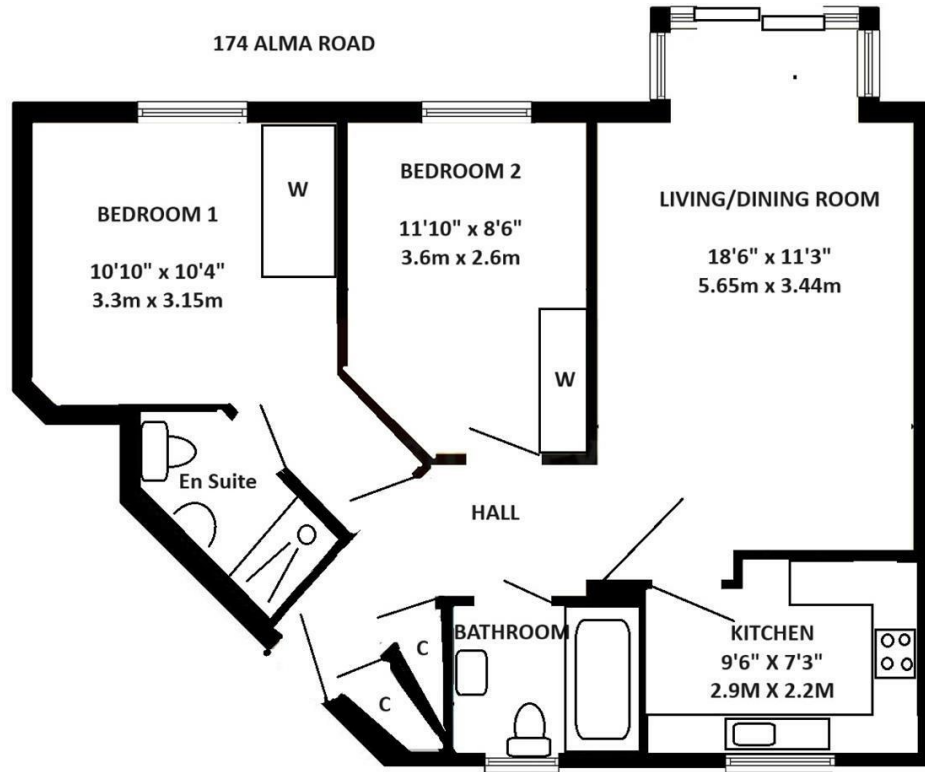 174 ALMA ROAD
BEDROOM 1
10'10" x 10'4"
3.3m x 3.15m
W
BEDROOM 2
11'10" x 8'6"
3.6m x 2.6m
W
LIVING/DINING ROOM
18'6" x 11'3"
5.65m x 3.44m
En Suite
HALL
C
C
BATHROOM
KITCHEN
9'6" X 7'3"
2.9M X 2.2M